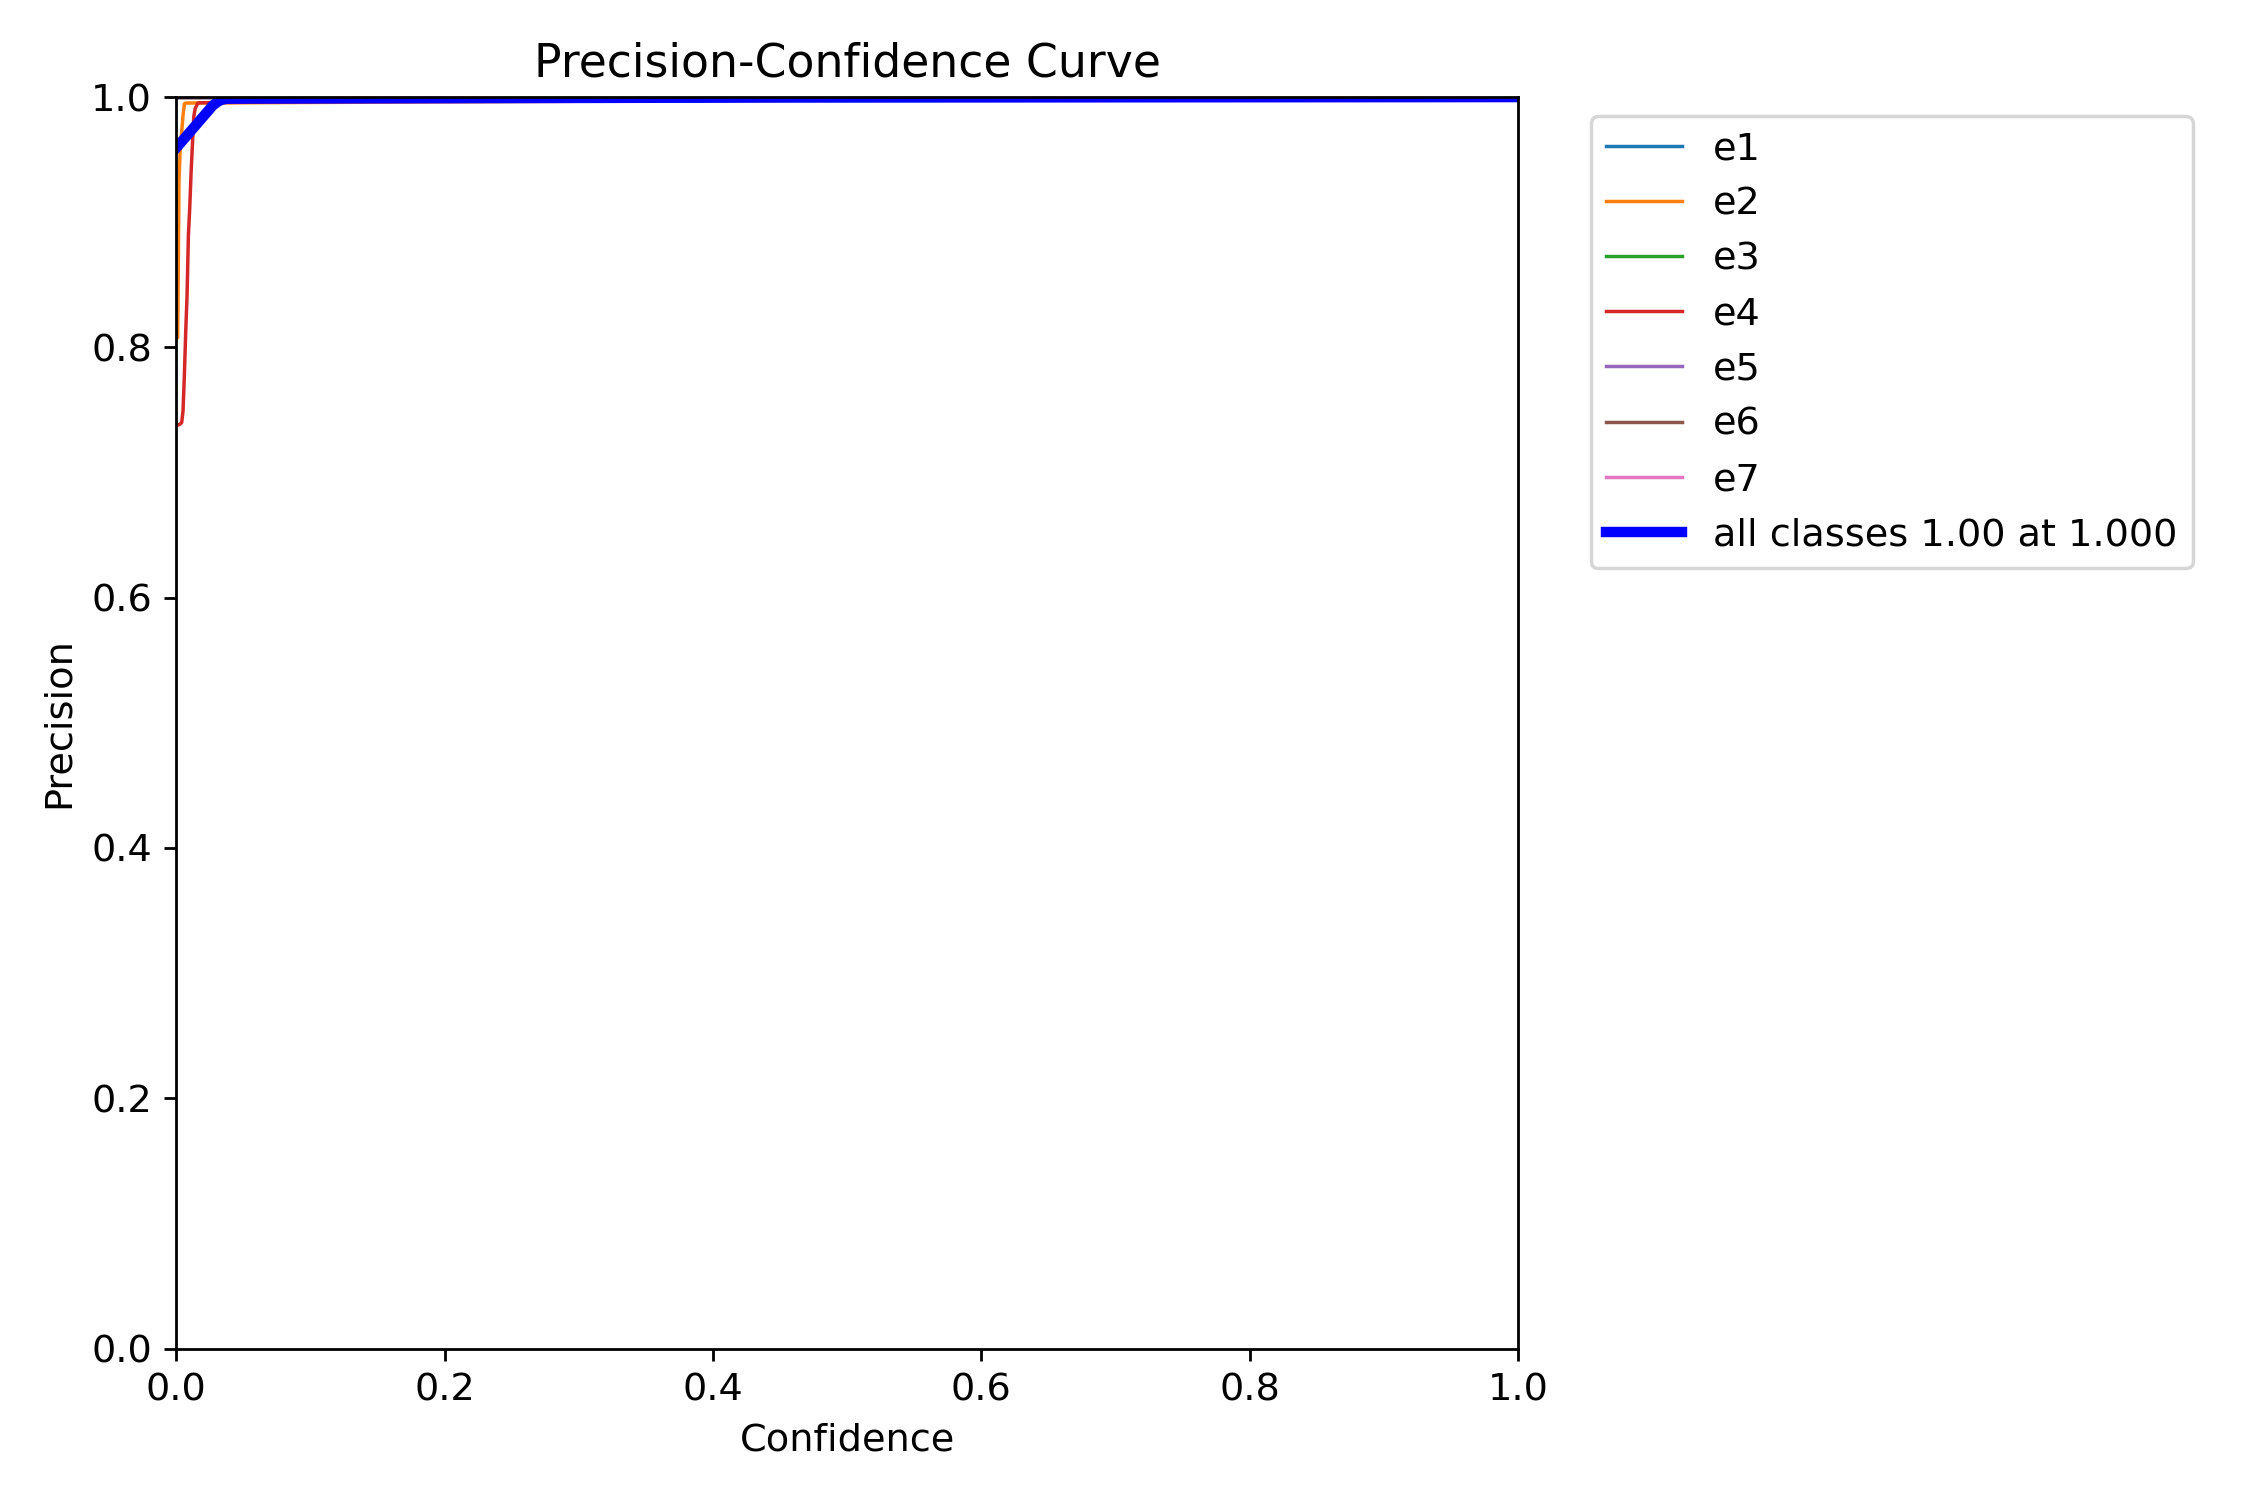 Precision-Confidence Curve
1.0
0.8
0.6
0.4
0.2
0.0
Precision
0.0 0.2 0.4 0.6 0.8 1.0
Confidence
e1
e2
e3
e4
e5
e6
e7
all classes 1.00 at 1.000